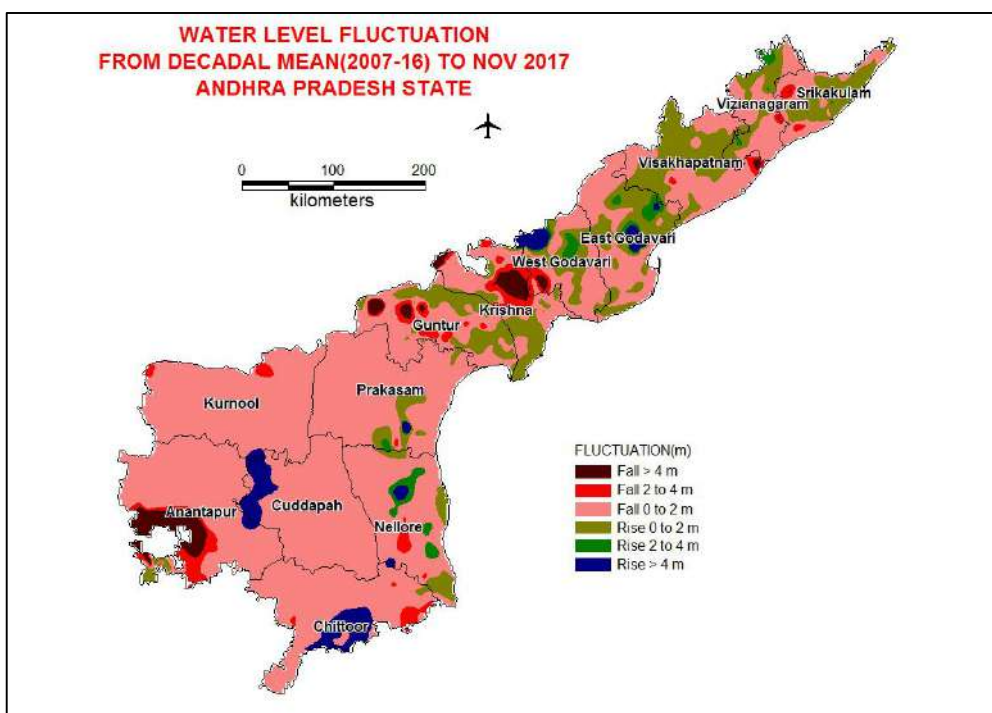 WATER LEVEL FLUCTUATION
FROM DECADAL MEAN(2007-16) TO NOV 2017
ANDHRA PRADESH STATE
0 100 200
kilometers
Srikakulam
Vizianagaram
Visakhapatnam
East Godavari
West Godavari
Krishna
Guntur
Prakasam
Kurnool
Anantapur
Cuddapah
Nellore
Chittoor
FLUCTUATION(m)
Fall > 4 m
Fall 2 to 4 m
Fall 0 to 2 m
Rise 0 to 2 m
Rise 2 to 4 m
Rise > 4 m